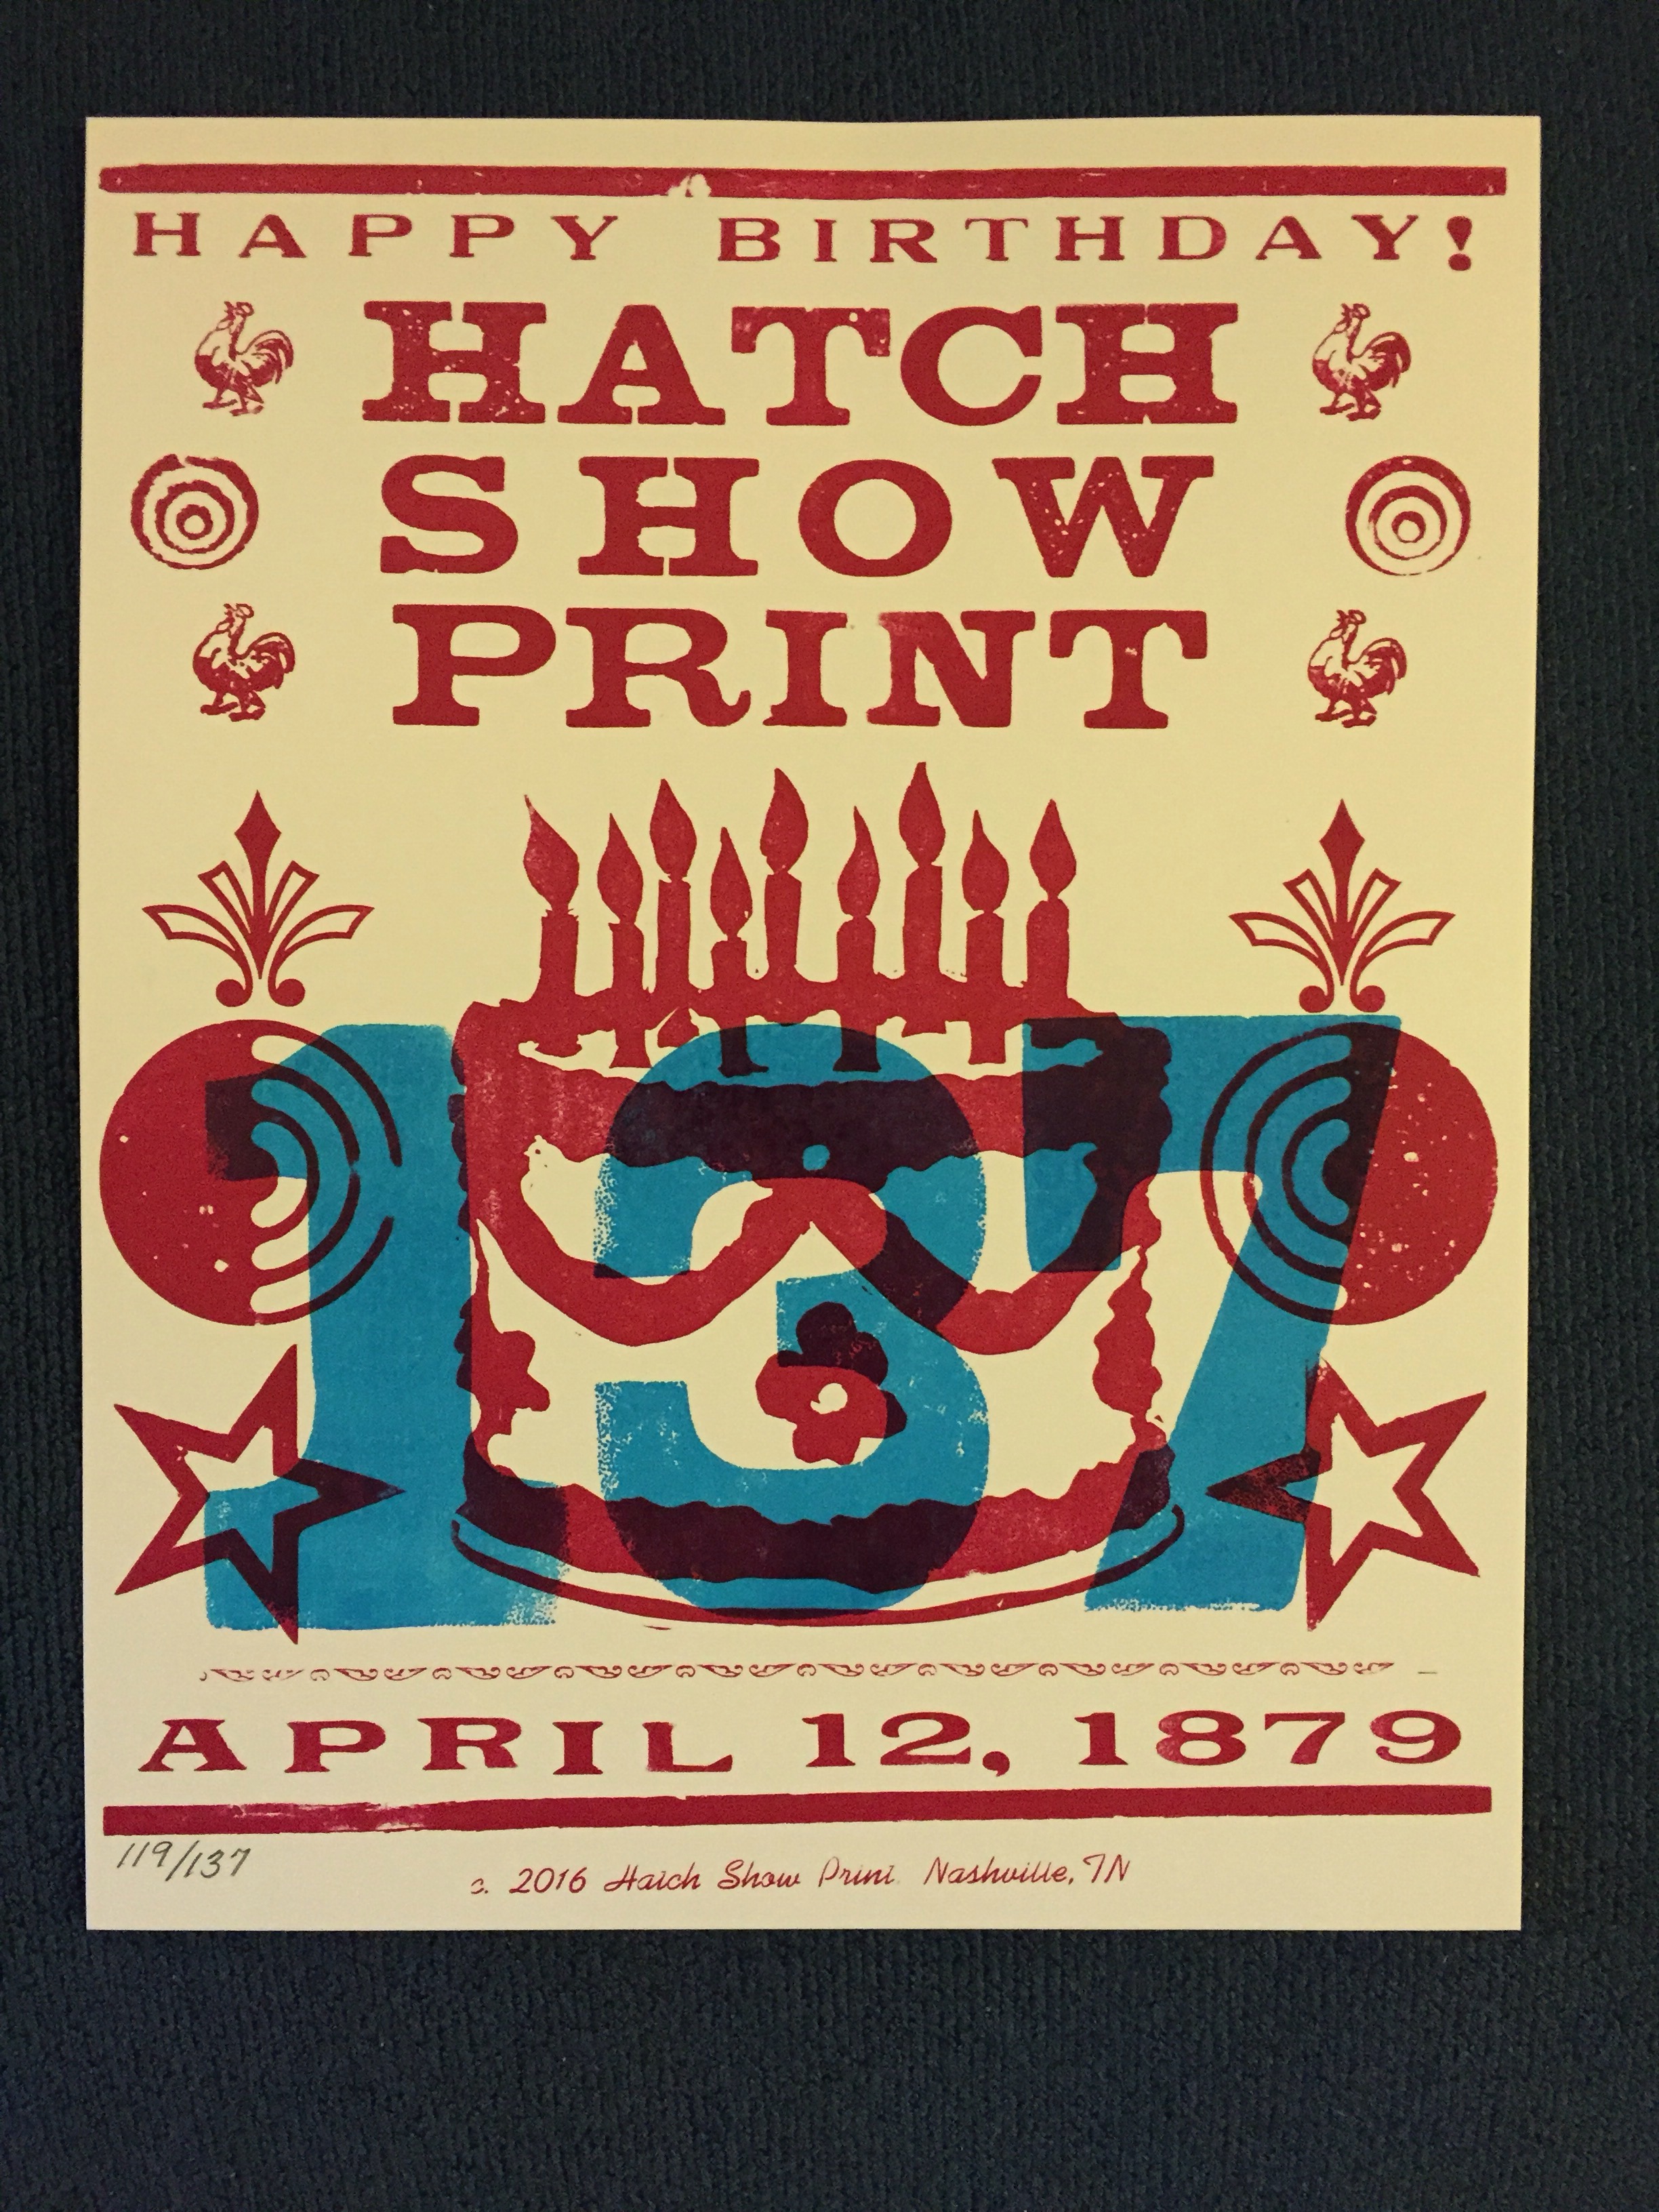 HAPPY BIRTHDAY!
HATCH
SHOW
PRINT
137
APRIL 12, 1879
119/137
c. 2016 Hatch Show Print Nashville, TN